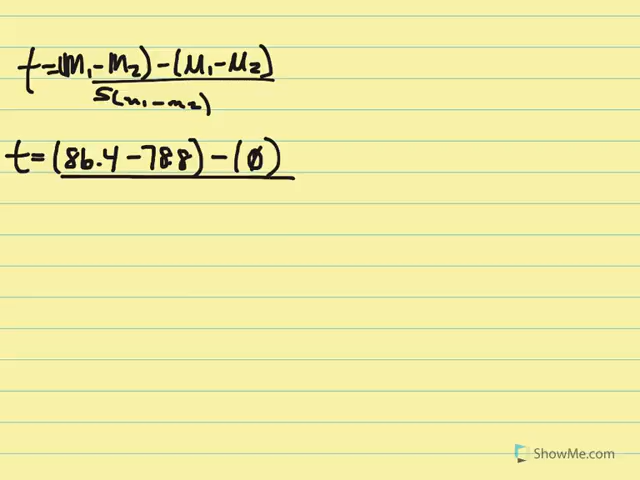 t = (M₁ - M₂) - (μ₁ - μ₂)
s(m₁ - m₂)
t = (86.4 - 78.8) - (0)
ShowMe.com